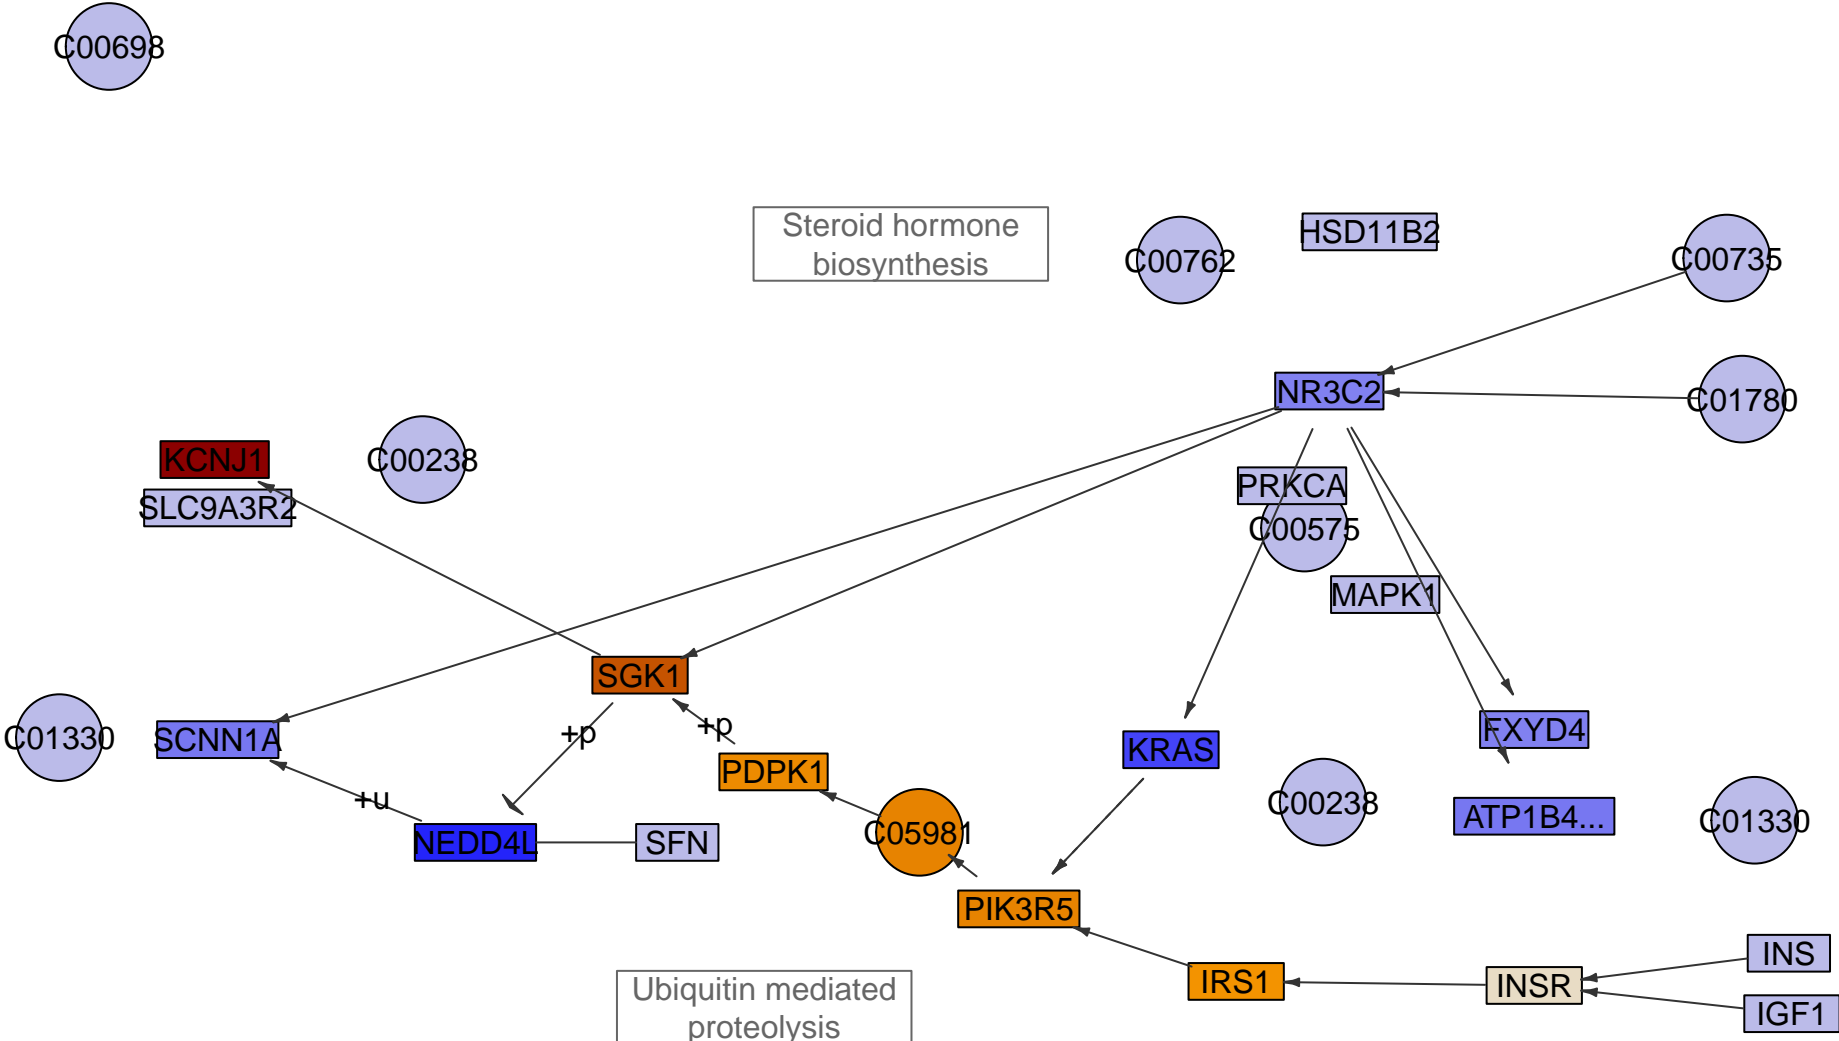 C00698
Steroid hormone
biosynthesis
C00762
HSD11B2
C00735
NR3C2
C01780
KCNJ1
C00238
SLC9A3R2
PRKCA
C00575
MAPK1
SGK1
C01330
SCNN1A
+p
+p
PDPK1
KRAS
FXYD4
+u
C00238
ATP1B4...
C01330
NEDD4L
SFN
C05981
PIK3R5
IRS1
INSR
INS
IGF1
Ubiquitin mediated
proteolysis